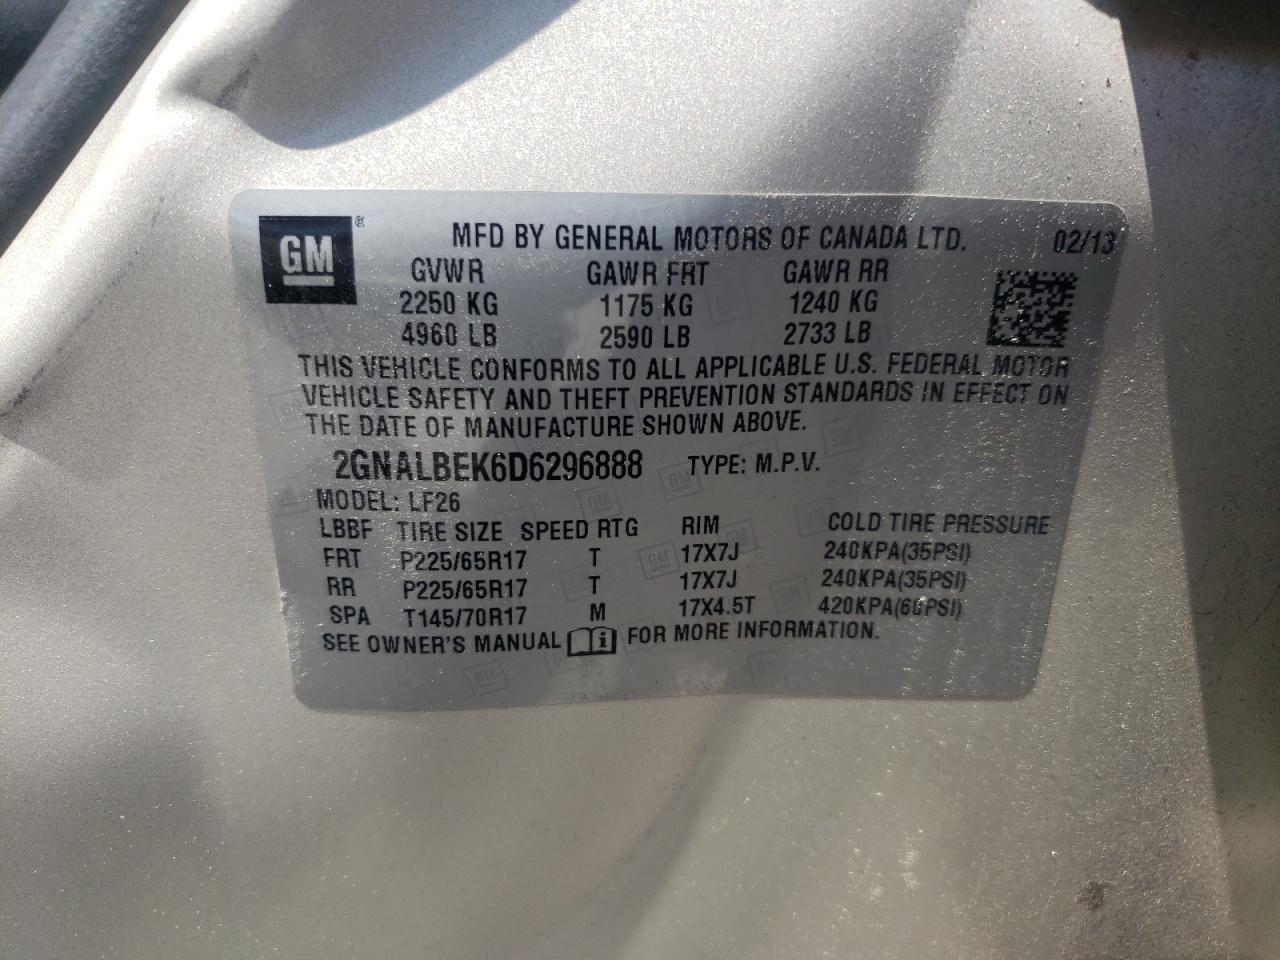 GM ®
MFD BY GENERAL MOTORS OF CANADA LTD. 02/13
GVWR GAWR FRT GAWR RR
2250 KG 1175 KG 1240 KG
4960 LB 2590 LB 2733 LB
THIS VEHICLE CONFORMS TO ALL APPLICABLE U.S. FEDERAL MOTOR
VEHICLE SAFETY AND THEFT PREVENTION STANDARDS IN EFFECT ON
THE DATE OF MANUFACTURE SHOWN ABOVE.
2GNALBEK6D6296888 TYPE: M.P.V.
MODEL: LF26
LBBF TIRE SIZE SPEED RTG RIM COLD TIRE PRESSURE
FRT P225/65R17 T 17X7J 240KPA(35PSI)
RR P225/65R17 T 17X7J 240KPA(35PSI)
SPA T145/70R17 M 17X4.5T 420KPA(60PSI)
SEE OWNER'S MANUAL i FOR MORE INFORMATION.